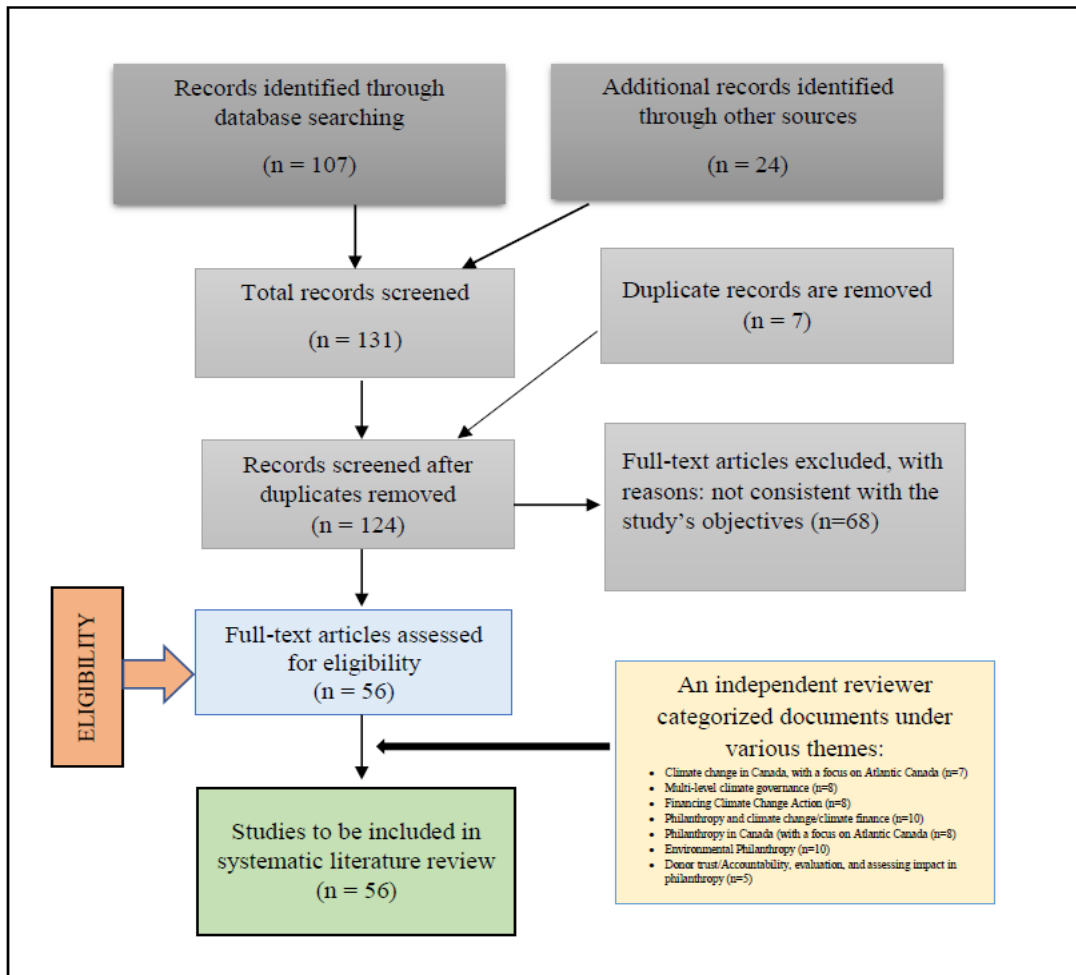 Records identified through
database searching
(n = 107)
Additional records identified
through other sources
(n = 24)
Total records screened
(n = 131)
Duplicate records are removed
(n = 7)
Records screened after
duplicates removed
(n = 124)
Full-text articles excluded, with
reasons: not consistent with the
study’s objectives (n=68)
ELIGIBILITY
Full-text articles assessed
for eligibility
(n = 56)
An independent reviewer
categorized documents under
various themes:
• Climate change in Canada, with a focus on Atlantic Canada (n=7)
• Multi-level climate governance (n=8)
• Financing Climate Change Action (n=8)
• Philanthropy and climate change/climate finance (n=10)
• Philanthropy in Canada (with a focus on Atlantic Canada (n=8)
• Environmental Philanthropy (n=10)
• Donor trust/Accountability, evaluation, and assessing impact in
philanthropy (n=5)
Studies to be included in
systematic literature review
(n = 56)